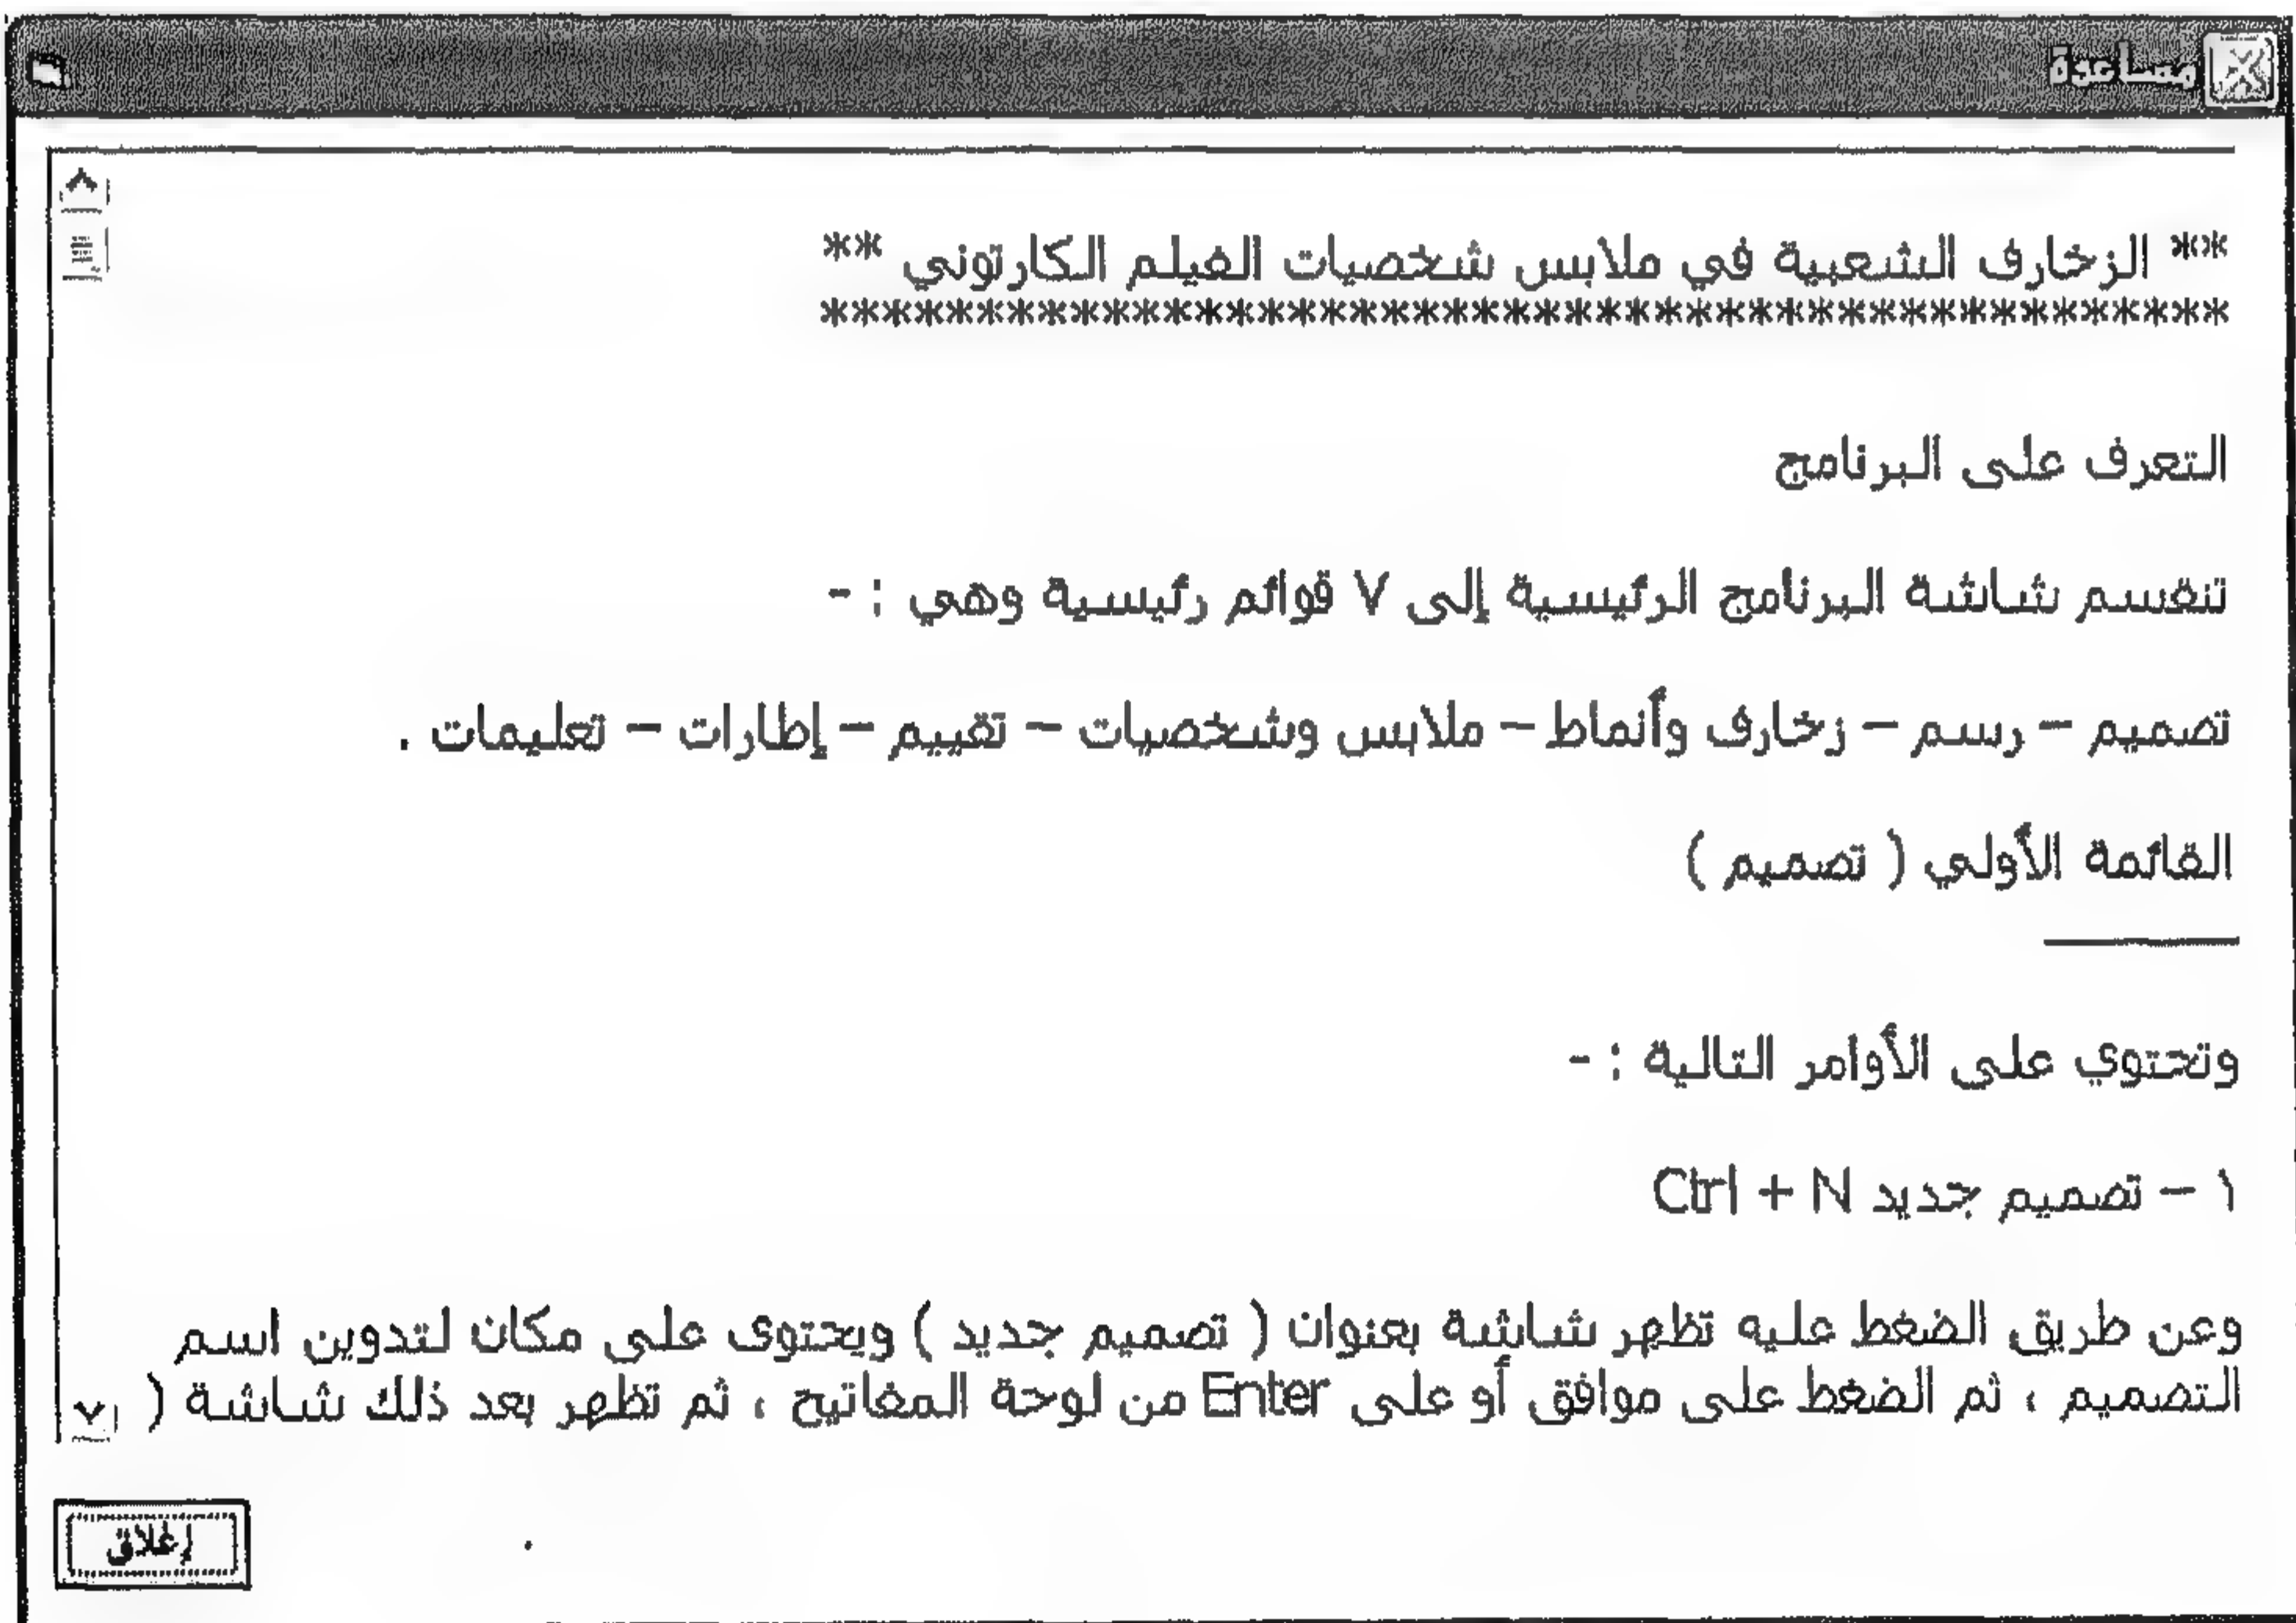 مساعدة
** الزخارف الشعبية في ملابس شخصيات الفيلم الكارتوني **
**********************************************
التعرف على البرنامج
تنقسم شاشة البرنامج الرئيسية إلى ٧ قوائم رئيسية وهي : -
تصميم – رسم – زخارف وأنماط – ملابس وشخصيات – تقييم – إطارات – تعليمات .
القائمة الأولي ( تصميم )
وتحتوي على الأوامر التالية : -
١ – تصميم جديد Ctrl + N
وعن طريق الضغط عليه تظهر شاشة بعنوان ( تصميم جديد ) ويحتوى على مكان لتدوين اسم
التصميم ، ثم الضغط على موافق أو على Enter من لوحة المفاتيح ، ثم تظهر بعد ذلك شاشة (
إغلاق